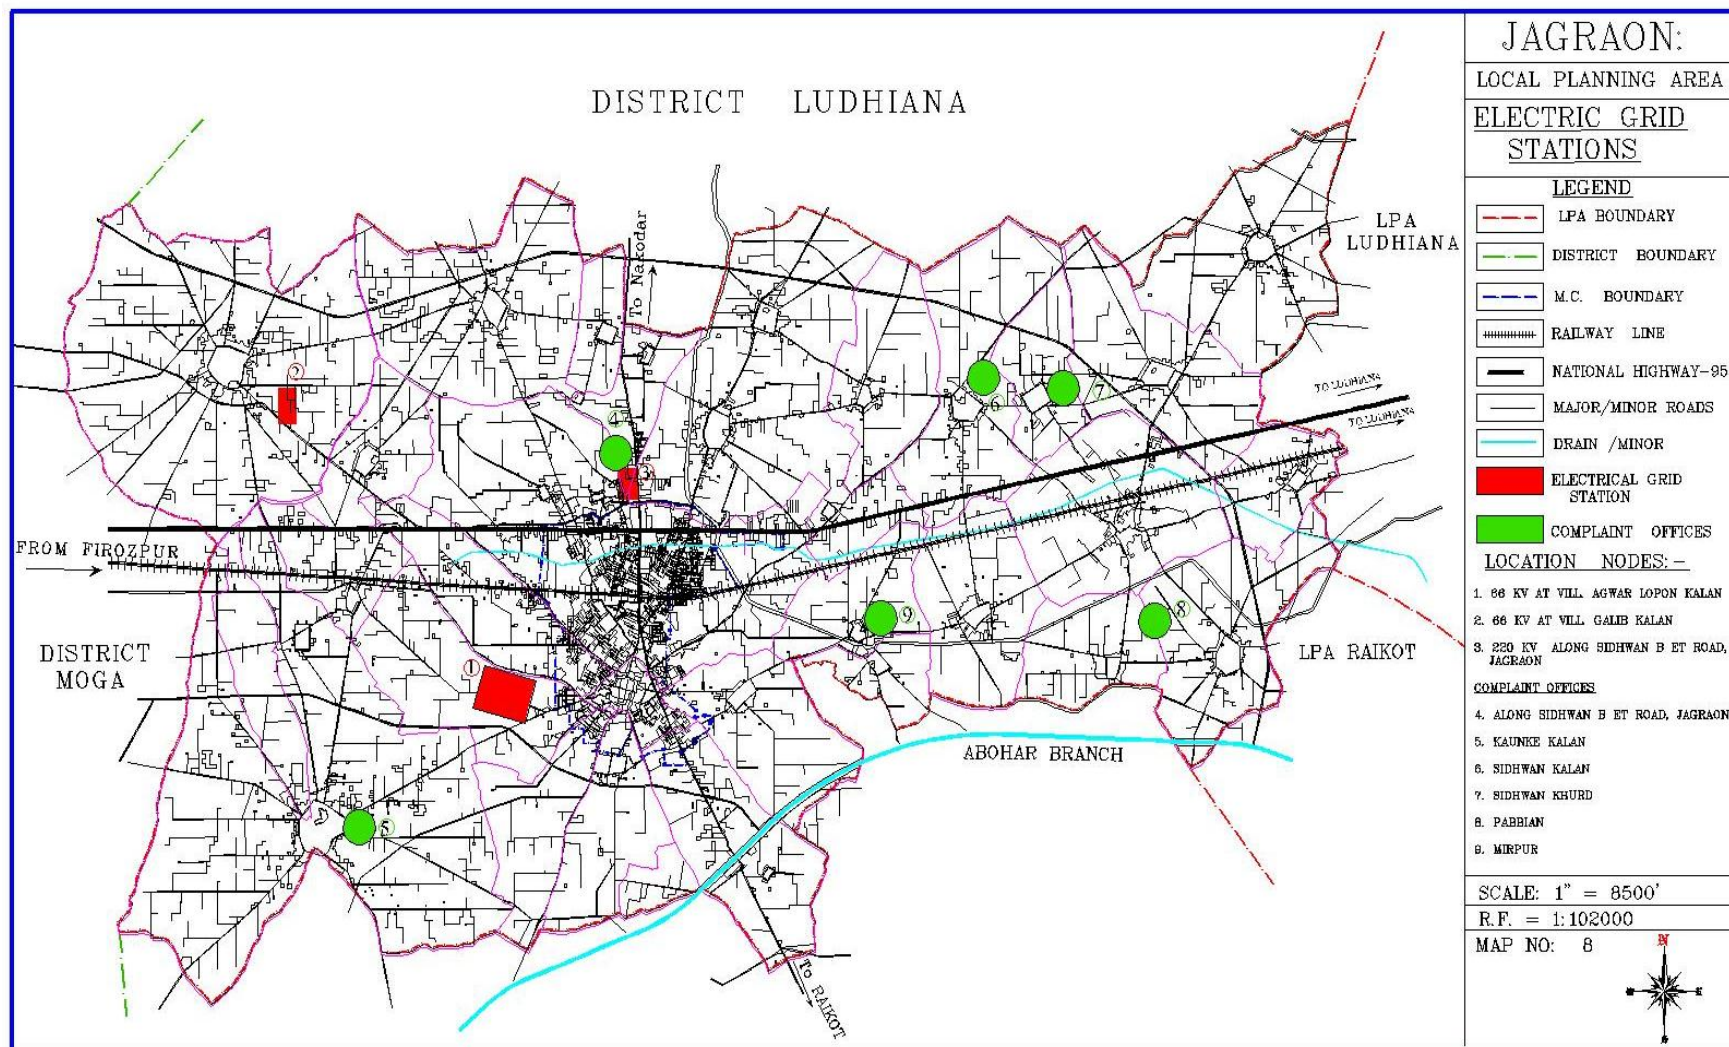 DISTRICT LUDHIANA
LPA
LUDHIANA
To Nakodar
TO LUDHIANA
TO LUDHIANA
2
4
3
6
7
FROM FIROZPUR
9
8
DISTRICT
MOGA
1
LPA RAIKOT
ABOHAR BRANCH
5
To RAIKOT
JAGRAON:
LOCAL PLANNING AREA
ELECTRIC GRID
STATIONS
LEGEND
LPA BOUNDARY
DISTRICT BOUNDARY
M.C. BOUNDARY
RAILWAY LINE
NATIONAL HIGHWAY-95
MAJOR/MINOR ROADS
DRAIN /MINOR
ELECTRICAL GRID
STATION
COMPLAINT OFFICES
LOCATION NODES:-
1. 66 KV AT VILL AGWAR LOPON KALAN
2. 66 KV AT VILL GALIB KALAN
3. 220 KV ALONG SIDHWAN B ET ROAD,
JAGRAON
COMPLAINT OFFICES
4. ALONG SIDHWAN B ET ROAD, JAGRAON
5. KAUNKE KALAN
6. SIDHWAN KALAN
7. SIDHWAN KHURD
8. PABBIAN
9. MIRPUR
SCALE: 1" = 8500'
R.F. = 1:102000
MAP NO: 8
N